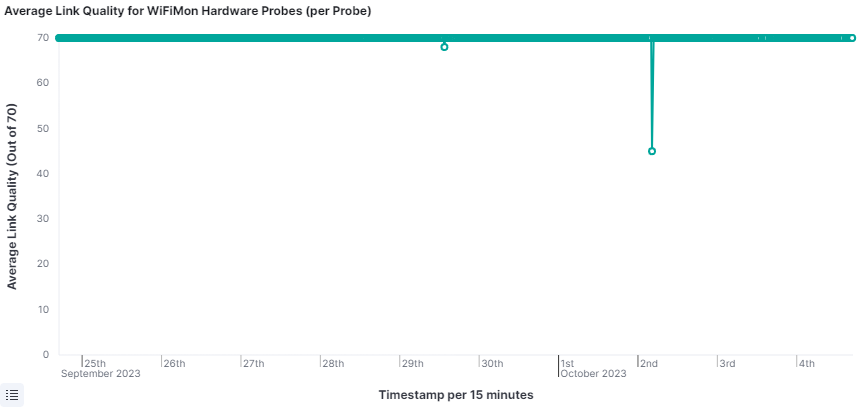 Average Link Quality for WiFiMon Hardware Probes (per Probe)
Average Link Quality (Out of 70)
70
60
50
40
30
20
10
0
25th
September 2023
26th
27th
28th
29th
30th
1st
October 2023
2nd
3rd
4th
Timestamp per 15 minutes